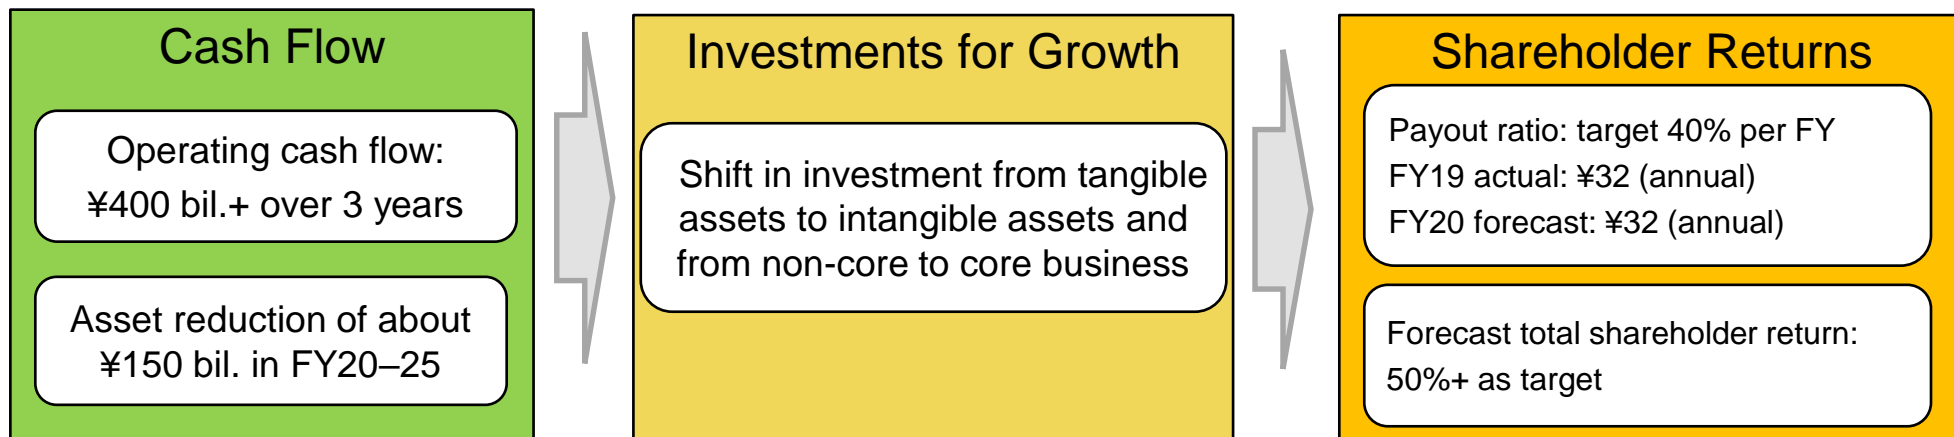 Cash Flow
Operating cash flow:
¥400 bil.+ over 3 years
Asset reduction of about
¥150 bil. in FY20–25
Investments for Growth
Shift in investment from tangible
assets to intangible assets and
from non-core to core business
Shareholder Returns
Payout ratio: target 40% per FY
FY19 actual: ¥32 (annual)
FY20 forecast: ¥32 (annual)
Forecast total shareholder return:
50%+ as target